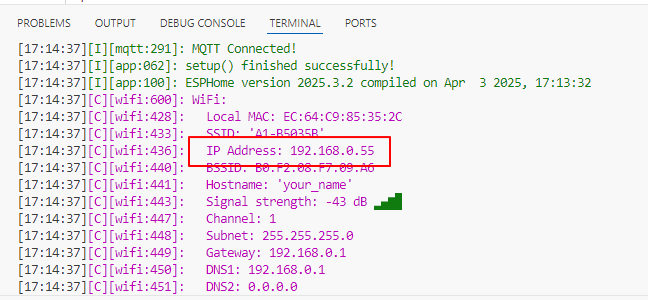 PROBLEMS OUTPUT DEBUG CONSOLE TERMINAL PORTS
[17:14:37][I][mqtt:291]: MQTT Connected!
[17:14:37][I][app:062]: setup() finished successfully!
[17:14:37][I][app:100]: ESPHome version 2025.3.2 compiled on Apr  3 2025, 17:13:32
[17:14:37][C][wifi:600]: WiFi:
[17:14:37][C][wifi:428]:   Local MAC: EC:64:C9:85:35:2C
[17:14:37][C][wifi:433]:   SSID: 'A1-B5035B'
[17:14:37][C][wifi:436]:   IP Address: 192.168.0.55
[17:14:37][C][wifi:440]:   BSSID: B0:F2:08:F7:09:A6
[17:14:37][C][wifi:441]:   Hostname: 'your_name'
[17:14:37][C][wifi:443]:   Signal strength: -43 dB ▂▄▆█
[17:14:37][C][wifi:447]:   Channel: 1
[17:14:37][C][wifi:448]:   Subnet: 255.255.255.0
[17:14:37][C][wifi:449]:   Gateway: 192.168.0.1
[17:14:37][C][wifi:450]:   DNS1: 192.168.0.1
[17:14:37][C][wifi:451]:   DNS2: 0.0.0.0